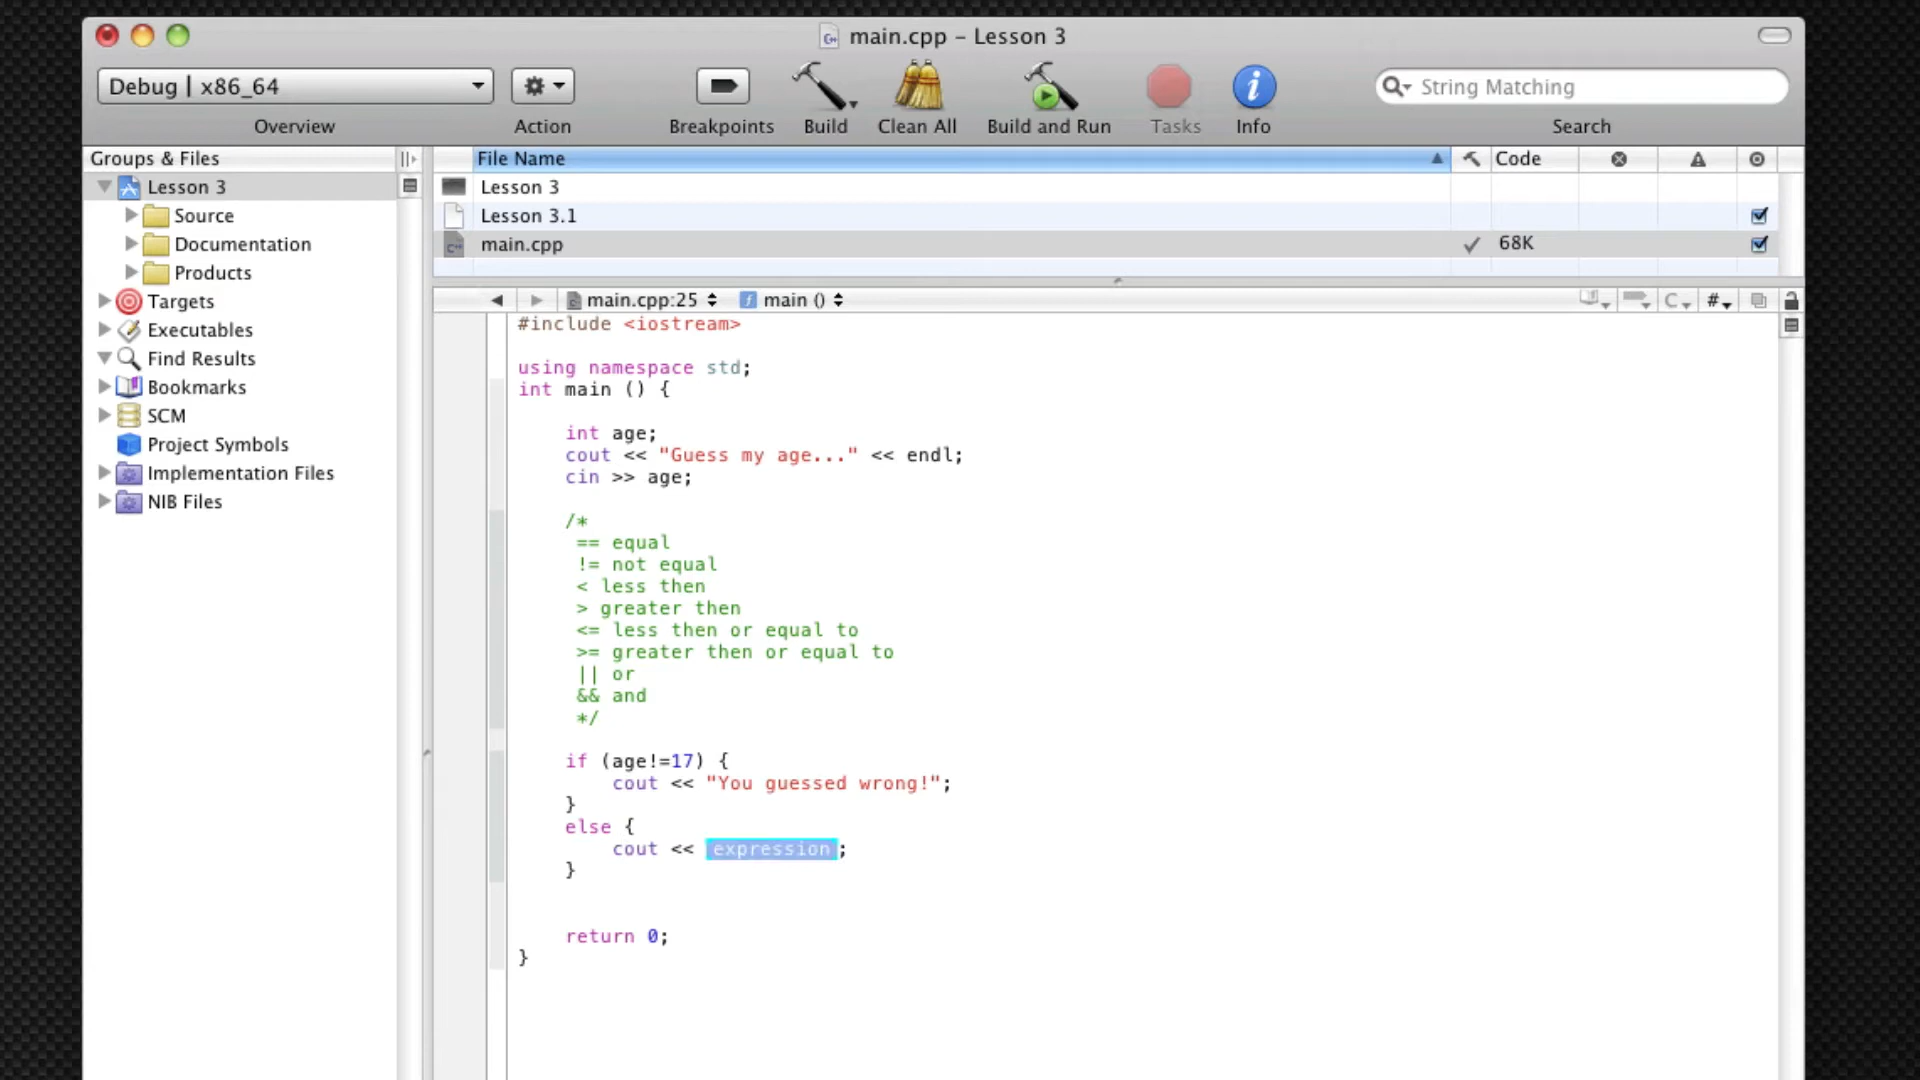 main.cpp – Lesson 3
Debug | x86_64
String Matching
Overview
Action
Breakpoints
Build
Clean All
Build and Run
Tasks
Info
Search
Groups & Files
Lesson 3
Source
Documentation
Products
Targets
Executables
Find Results
Bookmarks
SCM
Project Symbols
Implementation Files
NIB Files
File Name
Code
Lesson 3
Lesson 3.1
main.cpp
68K
main.cpp:25
main ()
C
#
#include <iostream>
using namespace std;
int main () {
int age;
cout << "Guess my age..." << endl;
cin >> age;
/*
== equal
!= not equal
< less then
> greater then
<= less then or equal to
>= greater then or equal to
|| or
&& and
*/
if (age!=17) {
cout << "You guessed wrong!";
}
else {
cout << expression;
}
return 0;
}